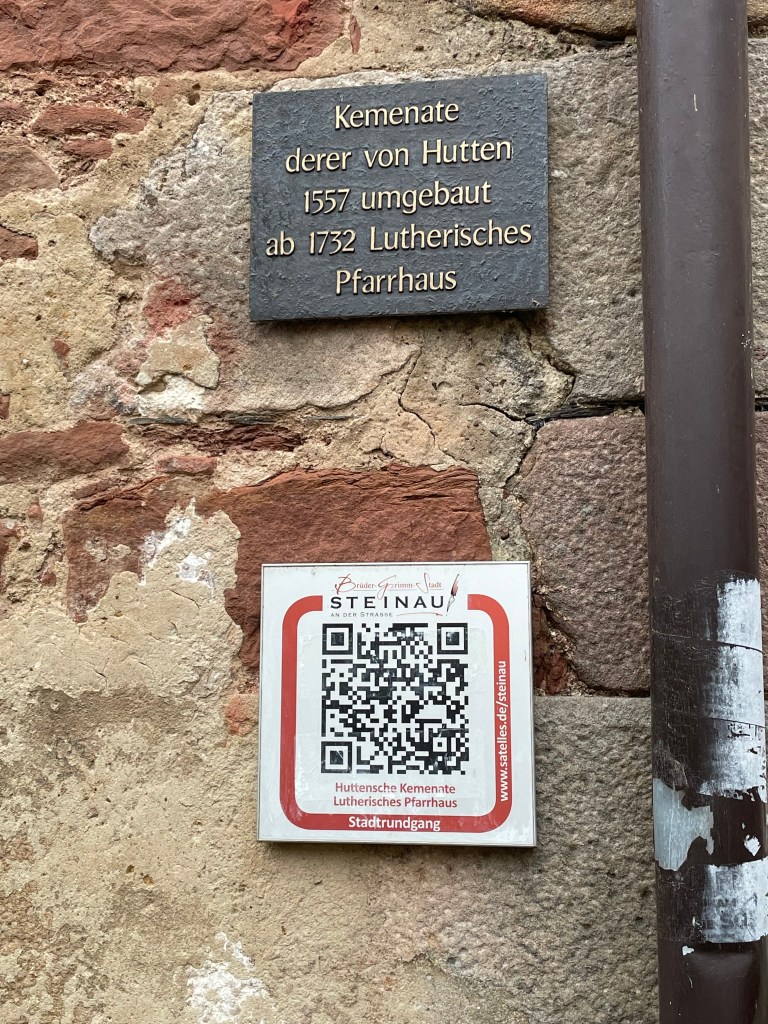 Kemenate
derer von Hutten
1557 umgebaut
ab 1732 Lutherisches
Pfarrhaus
Brüder-Grimm-Stadt
STEINAU
AN DER STRASSE
www.satelles.de/steinau
Huttensche Kemenate
Lutherisches Pfarrhaus
Stadtrundgang